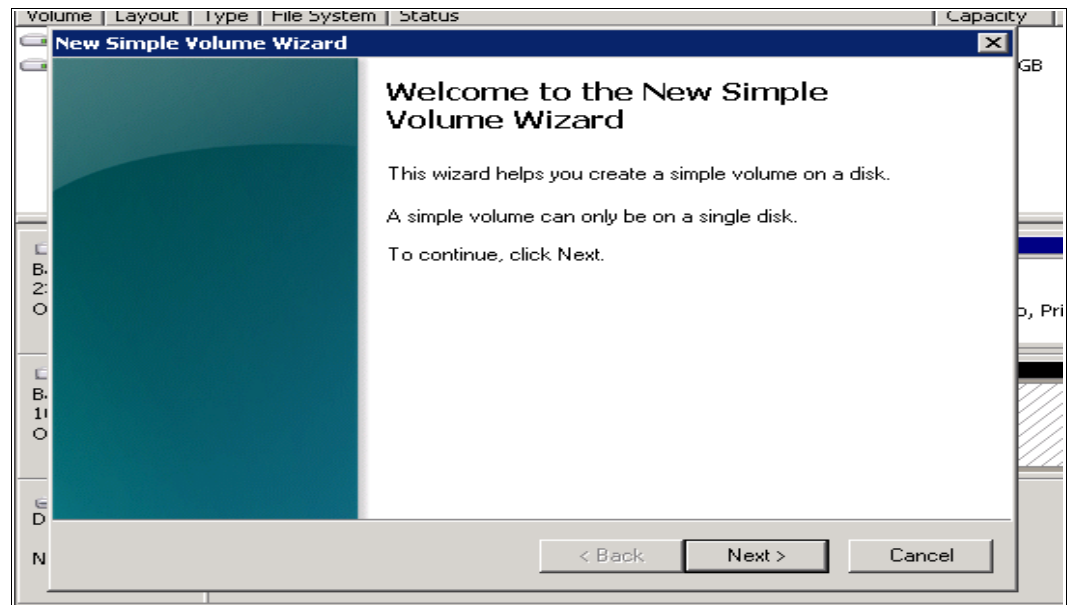 Volume | Layout | Type | File System | Status | Capacity
New Simple Volume Wizard
GB
Welcome to the New Simple
Volume Wizard
This wizard helps you create a simple volume on a disk.
A simple volume can only be on a single disk.
To continue, click Next.
o, Pri
< Back
Next >
Cancel